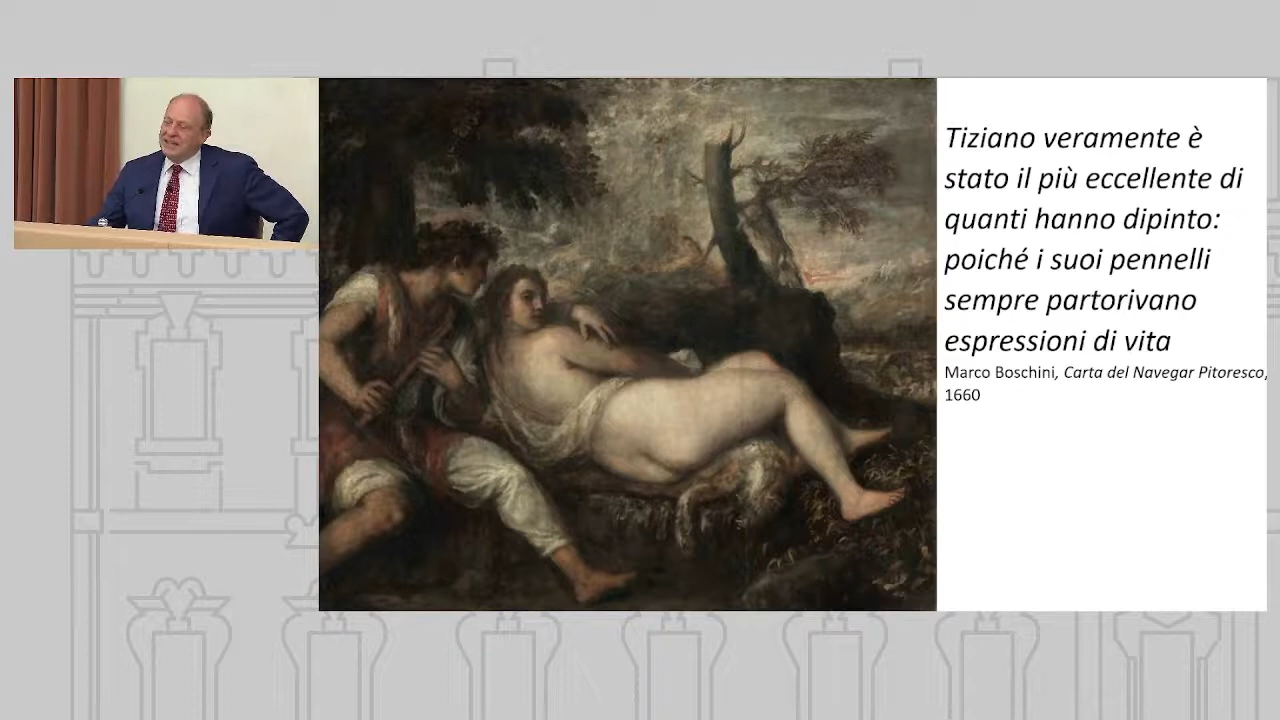 Tiziano veramente è
stato il più eccellente di
quanti hanno dipinto:
poiché i suoi pennelli
sempre partorivano
espressioni di vita
Marco Boschini, Carta del Navegar Pitoresco,
1660